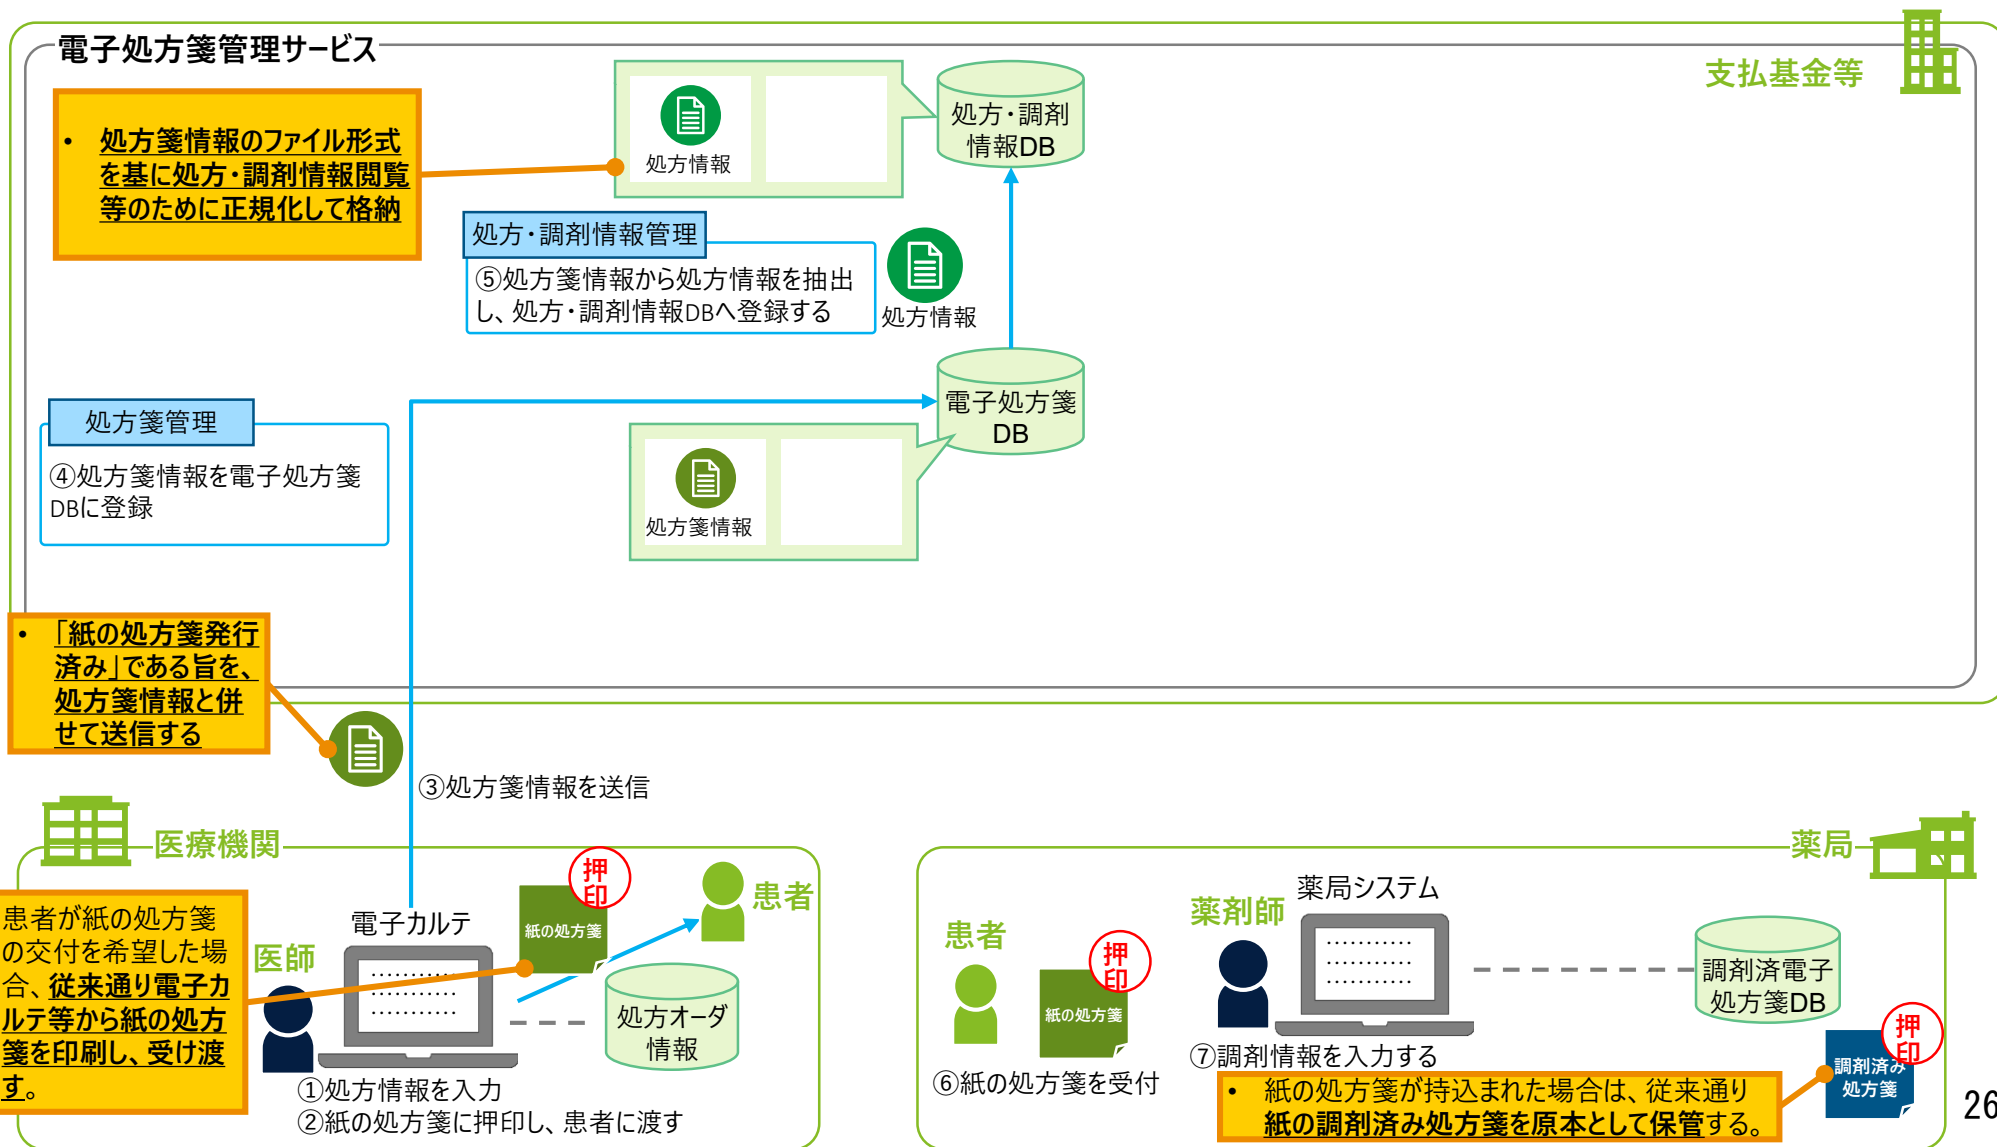 電子処方箋管理サービス
支払基金等
• 処方箋情報のファイル形式
を基に処方・調剤情報閲覧
等のために正規化して格納
処方情報
処方・調剤
情報DB
処方・調剤情報管理
⑤処方箋情報から処方情報を抽出
し、処方・調剤情報DBへ登録する
処方情報
処方箋管理
④処方箋情報を電子処方箋
DBに登録
電子処方箋
DB
処方箋情報
• 「紙の処方箋発行
済み」である旨を、
処方箋情報と併
せて送信する
③処方箋情報を送信
医療機関
患者が紙の処方箋
の交付を希望した場
合、従来通り電子カ
ルテ等から紙の処方
箋を印刷し、受け渡
す。
医師
電子カルテ
紙の処方箋
押
印
患者
処方オーダ
情報
①処方情報を入力
②紙の処方箋に押印し、患者に渡す
薬局
患者
紙の処方箋
押
印
⑥紙の処方箋を受付
薬剤師
薬局システム
調剤済電子
処方箋DB
⑦調剤情報を入力する
• 紙の処方箋が持込まれた場合は、従来通り
紙の調剤済み処方箋を原本として保管する。
押
印
調剤済み
処方箋
26